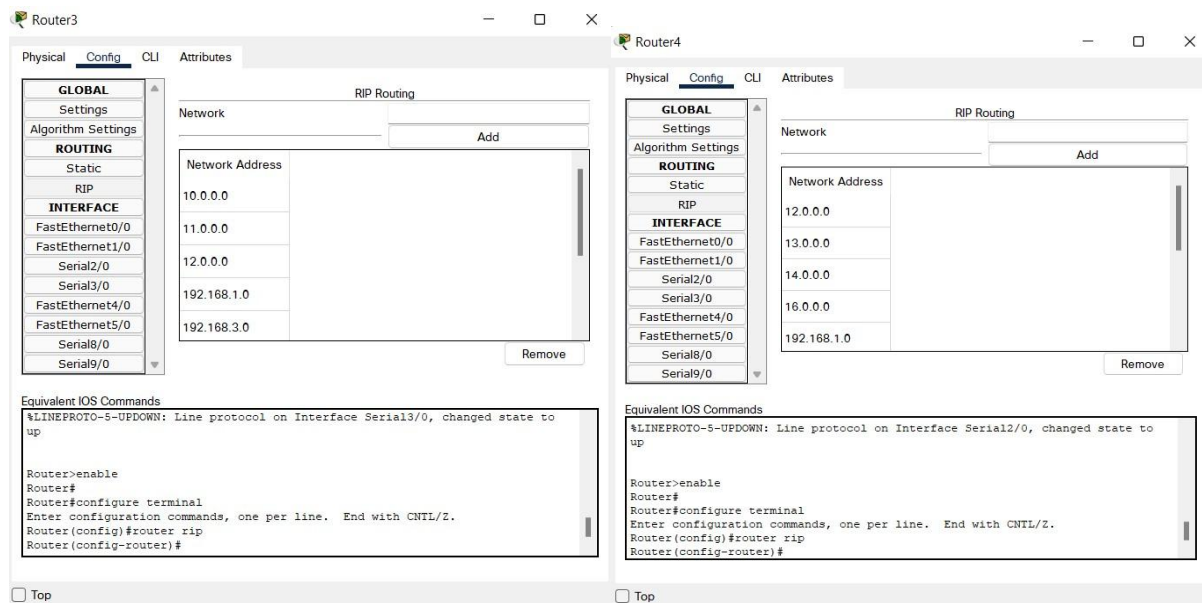 Router3
Physical Config CLI Attributes
GLOBAL
Settings
Algorithm Settings
ROUTING
Static
RIP
INTERFACE
FastEthernet0/0
FastEthernet1/0
Serial2/0
Serial3/0
FastEthernet4/0
FastEthernet5/0
Serial8/0
Serial9/0
RIP Routing
Network
Add
Network Address
10.0.0.0
11.0.0.0
12.0.0.0
192.168.1.0
192.168.3.0
Remove
Equivalent IOS Commands
%LINEPROTO-5-UPDOWN: Line protocol on Interface Serial3/0, changed state to
up
Router>enable
Router#
Router#configure terminal
Enter configuration commands, one per line. End with CNTL/Z.
Router(config)#router rip
Router(config-router)#
Top
Router4
Physical Config CLI Attributes
GLOBAL
Settings
Algorithm Settings
ROUTING
Static
RIP
INTERFACE
FastEthernet0/0
FastEthernet1/0
Serial2/0
Serial3/0
FastEthernet4/0
FastEthernet5/0
Serial8/0
Serial9/0
RIP Routing
Network
Add
Network Address
12.0.0.0
13.0.0.0
14.0.0.0
16.0.0.0
192.168.1.0
Remove
Equivalent IOS Commands
%LINEPROTO-5-UPDOWN: Line protocol on Interface Serial2/0, changed state to
up
Router>enable
Router#
Router#configure terminal
Enter configuration commands, one per line. End with CNTL/Z.
Router(config)#router rip
Router(config-router)#
Top